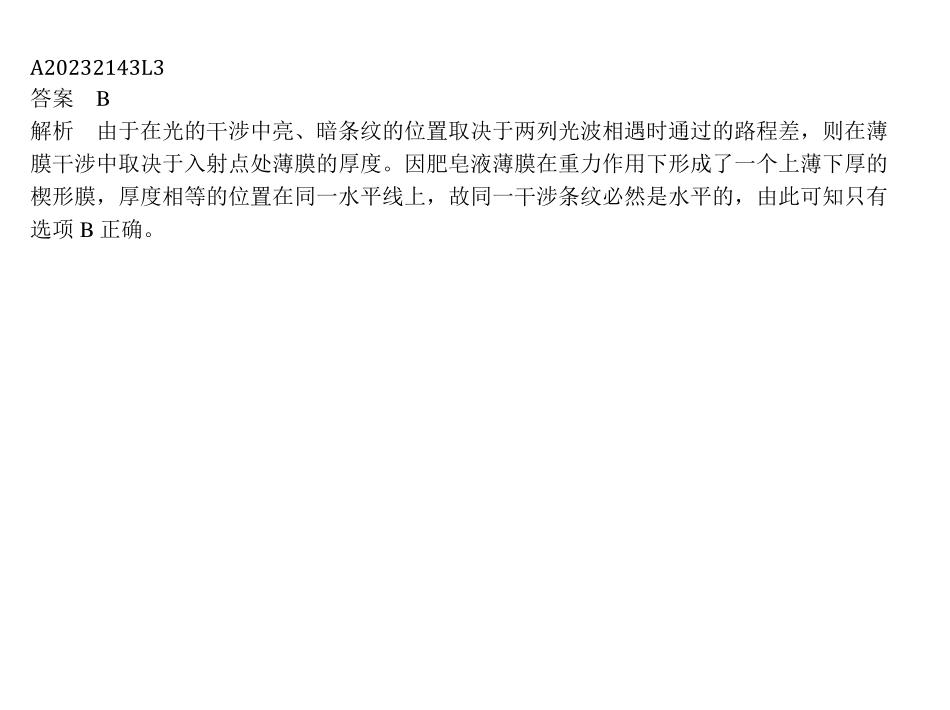 A20232143L3
答案　B
解析　由于在光的干涉中亮、暗条纹的位置取决于两列光波相遇时通过的路程差，则在薄
膜干涉中取决于入射点处薄膜的厚度。因肥皂液薄膜在重力作用下形成了一个上薄下厚的
楔形膜，厚度相等的位置在同一水平线上，故同一干涉条纹必然是水平的，由此可知只有
选项 B 正确。